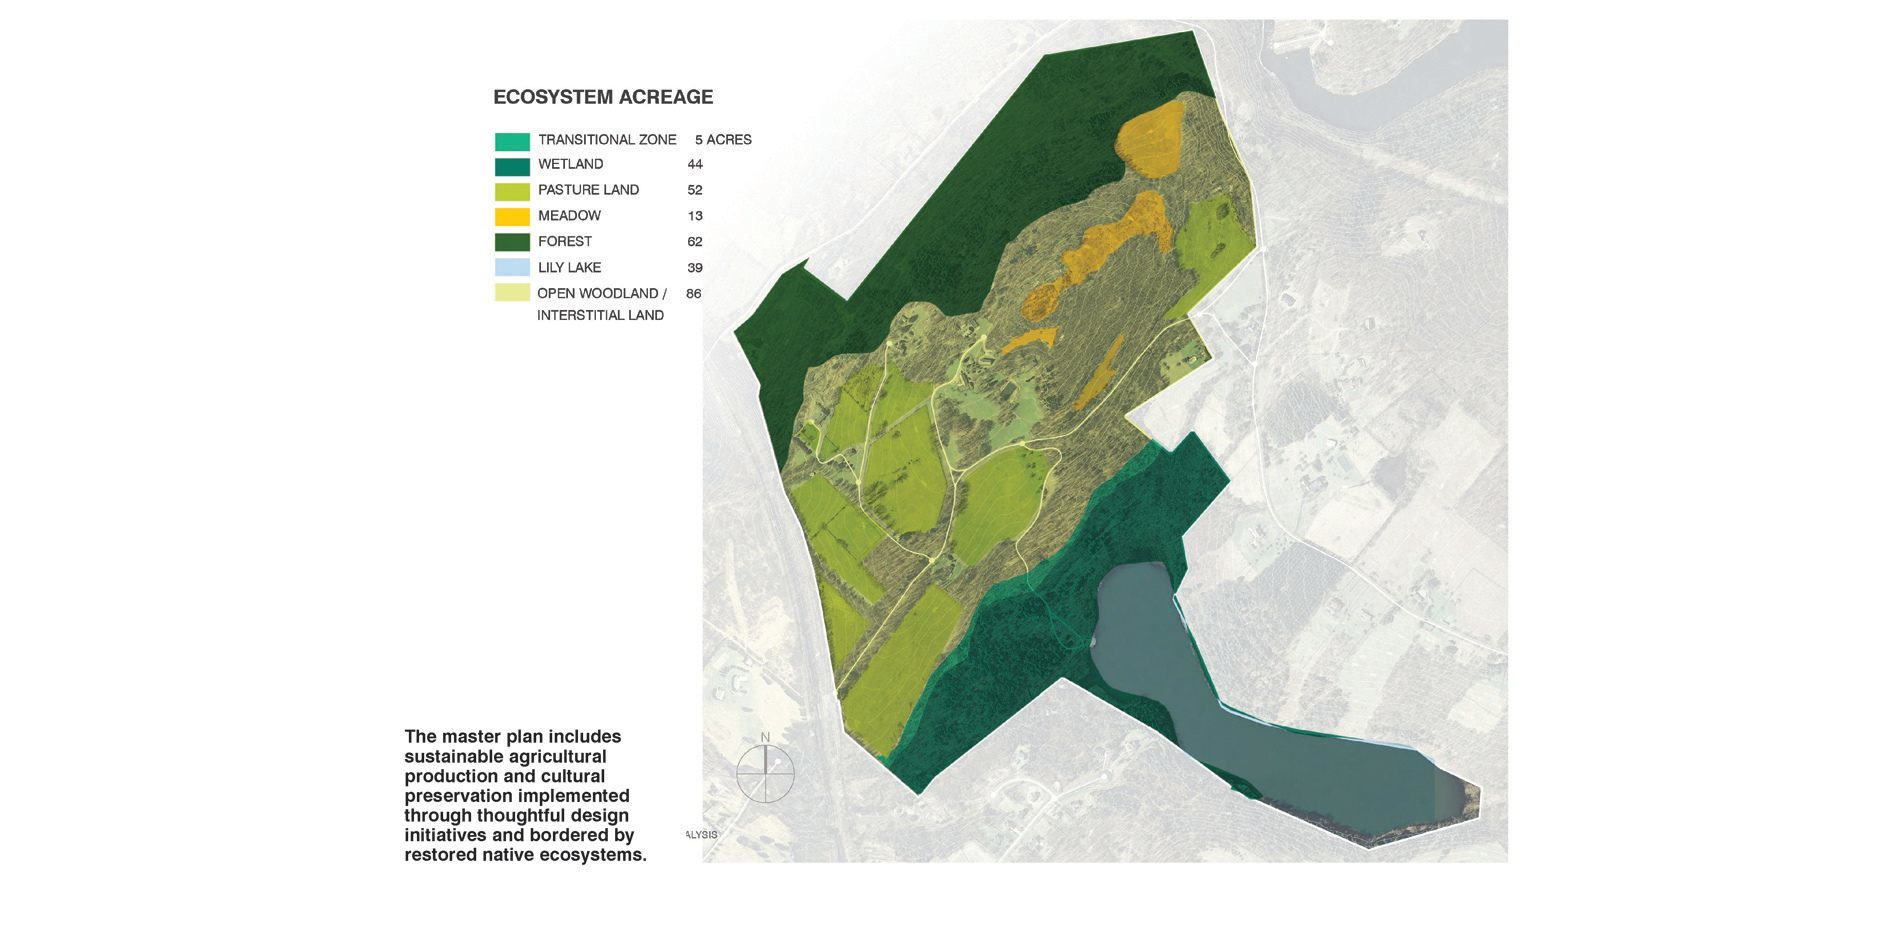 ECOSYSTEM ACREAGE
TRANSITIONAL ZONE 5 ACRES
WETLAND 44
PASTURE LAND 52
MEADOW 13
FOREST 62
LILY LAKE 39
OPEN WOODLAND / 86
INTERSTITIAL LAND
The master plan includes
sustainable agricultural
production and cultural
preservation implemented
through thoughtful design
initiatives and bordered by
restored native ecosystems.
N
ALYSIS